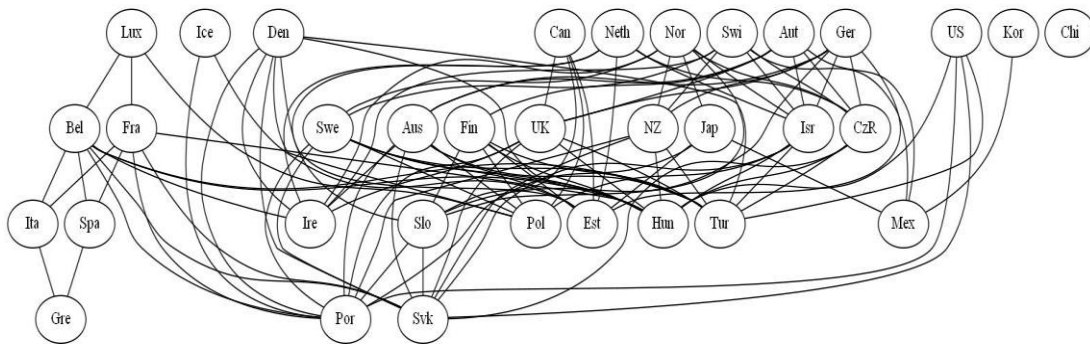 Lux Ice Den Can Neth Nor Swi Aut Ger US Kor Chi
Bel Fra Swe Aus Fin UK NZ Jap Isr CzR
Ita Spa Ire Slo Pol Est Hun Tur Mex
Gre Por Svk